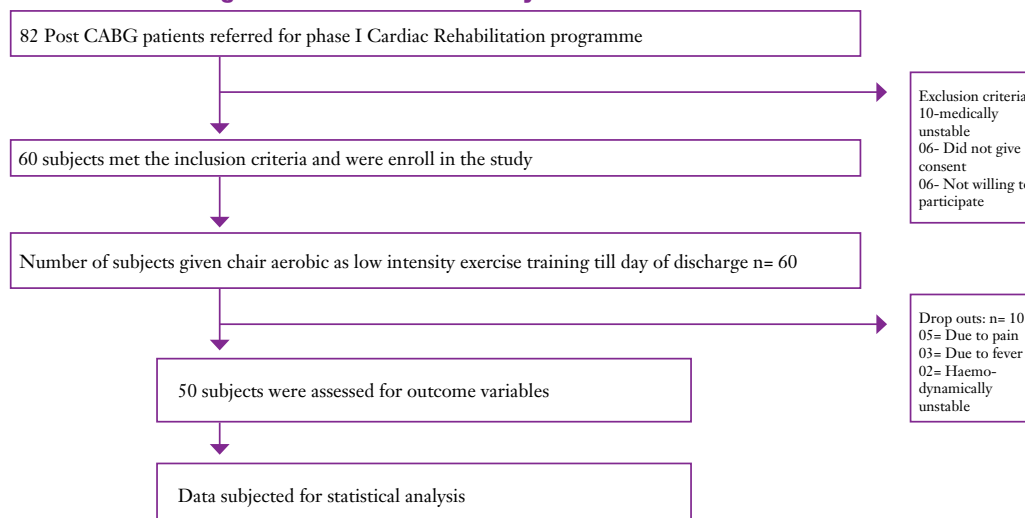 82 Post CABG patients referred for phase I Cardiac Rehabilitation programme
Exclusion criteria
10-medically
unstable
06- Did not give
consent
06- Not willing to
participate
60 subjects met the inclusion criteria and were enroll in the study
Number of subjects given chair aerobic as low intensity exercise training till day of discharge n= 60
Drop outs: n= 10
05= Due to pain
03= Due to fever
02= Haemo-
dynamically
unstable
50 subjects were assessed for outcome variables
Data subjected for statistical analysis